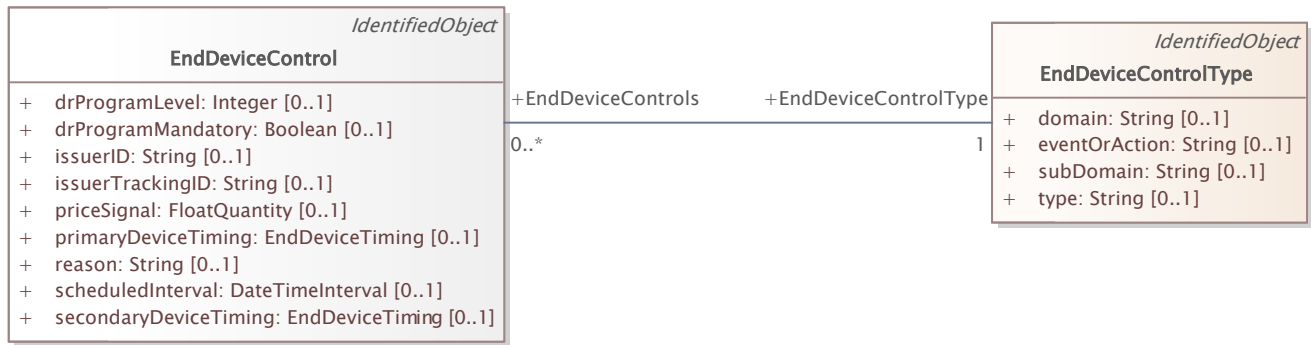 IdentifiedObject
EndDeviceControl
+ drProgramLevel: Integer [0..1]
+ drProgramMandatory: Boolean [0..1]
+ issuerID: String [0..1]
+ issuerTrackingID: String [0..1]
+ priceSignal: FloatQuantity [0..1]
+ primaryDeviceTiming: EndDeviceTiming [0..1]
+ reason: String [0..1]
+ scheduledInterval: DateTimeInterval [0..1]
+ secondaryDeviceTiming: EndDeviceTiming [0..1]
+EndDeviceControls
0..*
+EndDeviceControlType
1
IdentifiedObject
EndDeviceControlType
+ domain: String [0..1]
+ eventOrAction: String [0..1]
+ subDomain: String [0..1]
+ type: String [0..1]